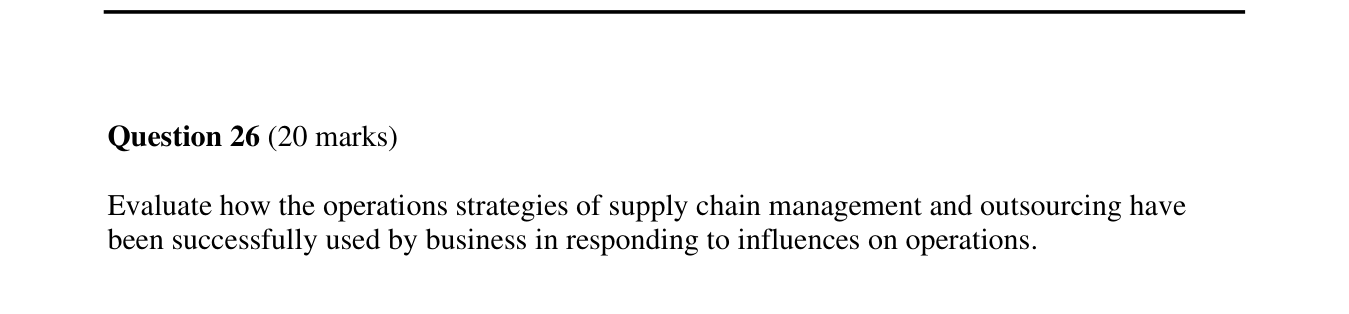 Question 26 (20 marks)
Evaluate how the operations strategies of supply chain management and outsourcing have
been successfully used by business in responding to influences on operations.